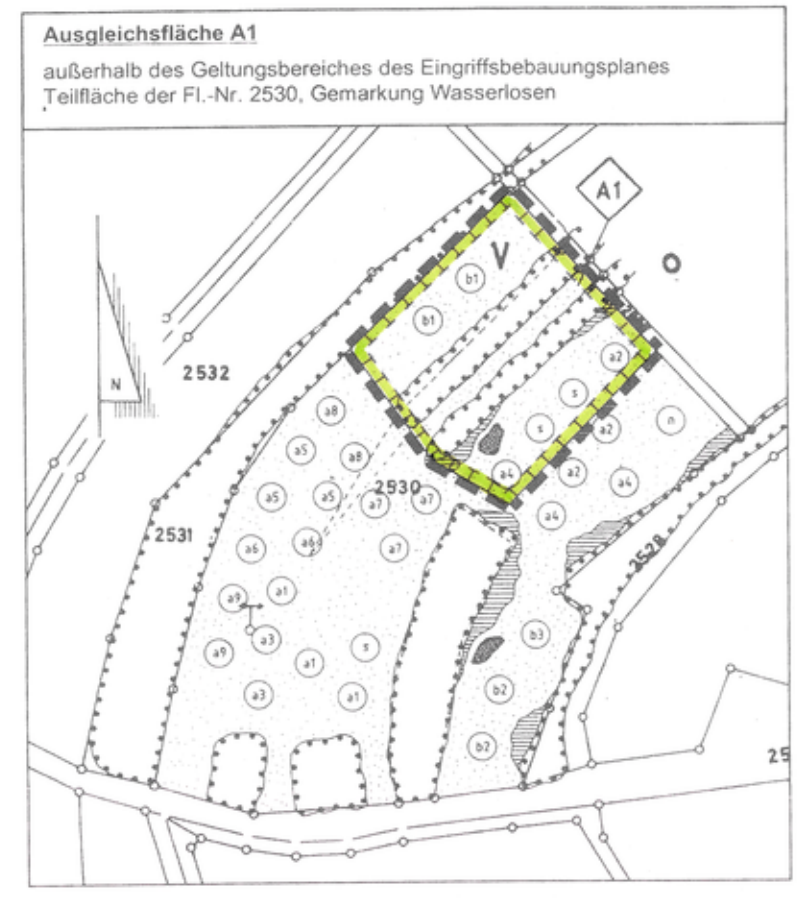 Ausgleichsfläche A1
außerhalb des Geltungsbereiches des Eingriffsbebauungsplanes
Teilfläche der Fl.-Nr. 2530, Gemarkung Wasserlosen
A1
V
O
b1
b1
N
2532
a2
s
a8
s
a2
n
a5
a8
a4
a2
a4
a5
a5
2530
a7
a7
a4
2531
a6
a6
a7
2528
a9
a1
a3
b3
a9
a1
s
a3
a1
b2
b2
25